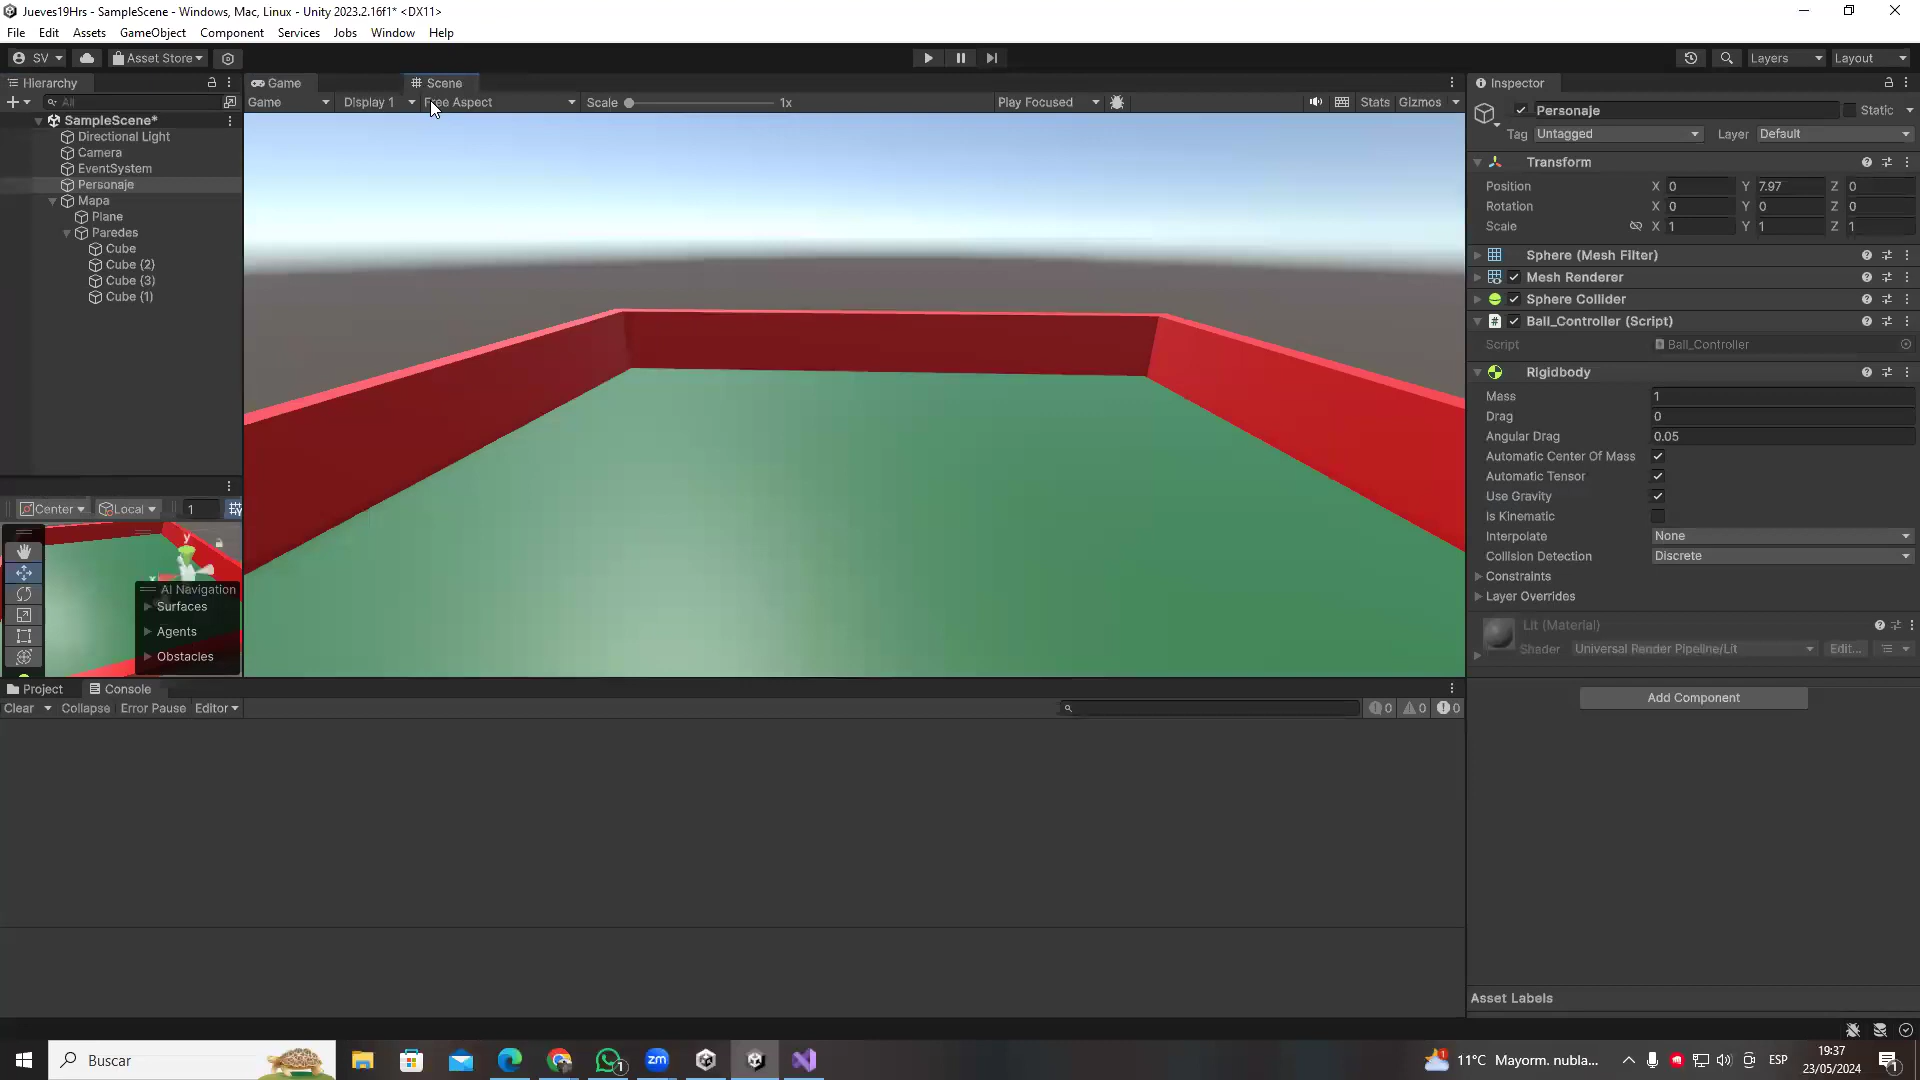 Jueves19Hrs - SampleScene - Windows, Mac, Linux - Unity 2023.2.16f1* <DX11>
File Edit Assets GameObject Component Services Jobs Window Help
SV Asset Store Layers Layout
Hierarchy Game Scene Inspector
All Game Display 1 Free Aspect Scale 1x Play Focused Stats Gizmos
SampleScene*
Directional Light
Camera
EventSystem
Personaje
Mapa
Plane
Paredes
Cube
Cube (2)
Cube (3)
Cube (1)
Center Local 1
y
x
AI Navigation
Surfaces
Agents
Obstacles
Personaje Static
Tag Untagged Layer Default
Transform
Position X 0 Y 7.97 Z 0
Rotation X 0 Y 0 Z 0
Scale X 1 Y 1 Z 1
Sphere (Mesh Filter)
Mesh Renderer
Sphere Collider
# Ball_Controller (Script)
Script Ball_Controller
Rigidbody
Mass 1
Drag 0
Angular Drag 0.05
Automatic Center Of Mass
Automatic Tensor
Use Gravity
Is Kinematic
Interpolate None
Collision Detection Discrete
Constraints
Layer Overrides
Lit (Material)
Shader Universal Render Pipeline/Lit Edit...
Add Component
Asset Labels
Project Console
Clear Collapse Error Pause Editor 0 0 0
Buscar
1
zm
1
11°C Mayorm. nubla...
ESP
19:37
23/05/2024
1